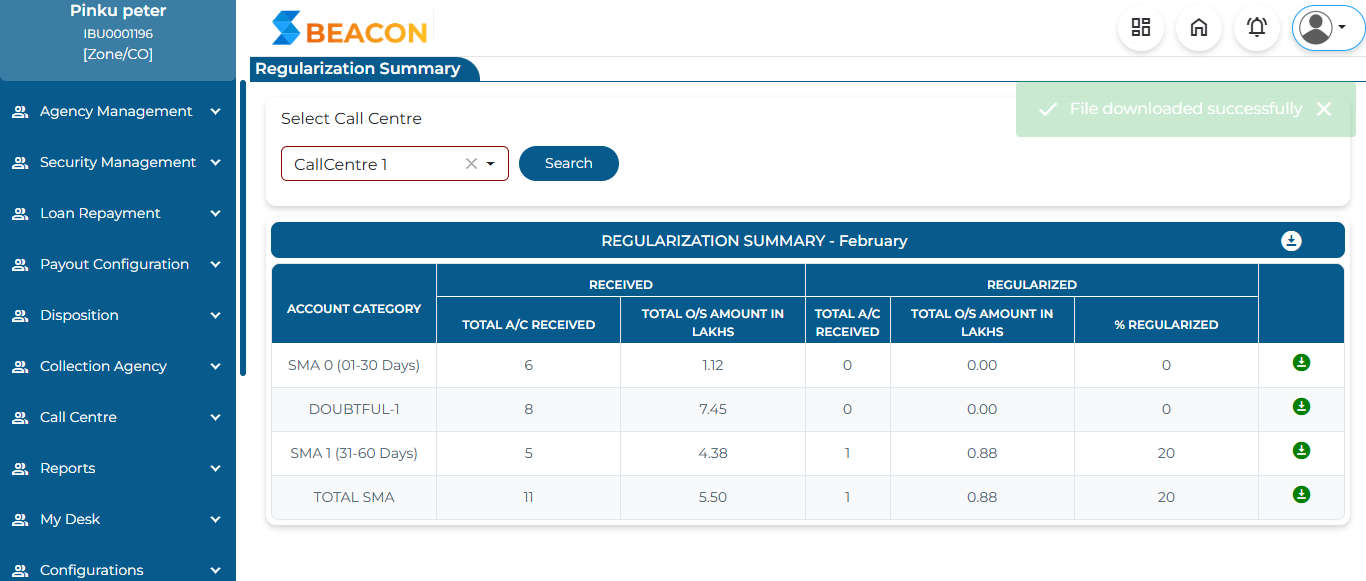 Pinku peter
IBU0001196
[Zone/CO]
Agency Management
Security Management
Loan Repayment
Payout Configuration
Disposition
Collection Agency
Call Centre
Reports
My Desk
Configurations
BEACON
Regularization Summary
File downloaded successfully
Select Call Centre
CallCentre 1
Search
REGULARIZATION SUMMARY - February
ACCOUNT CATEGORY
RECEIVED
REGULARIZED
TOTAL A/C RECEIVED
TOTAL O/S AMOUNT IN
LAKHS
TOTAL A/C
RECEIVED
TOTAL O/S AMOUNT IN
LAKHS
% REGULARIZED
SMA 0 (01-30 Days) 6 1.12 0 0.00 0
DOUBTFUL-1 8 7.45 0 0.00 0
SMA 1 (31-60 Days) 5 4.38 1 0.88 20
TOTAL SMA 11 5.50 1 0.88 20